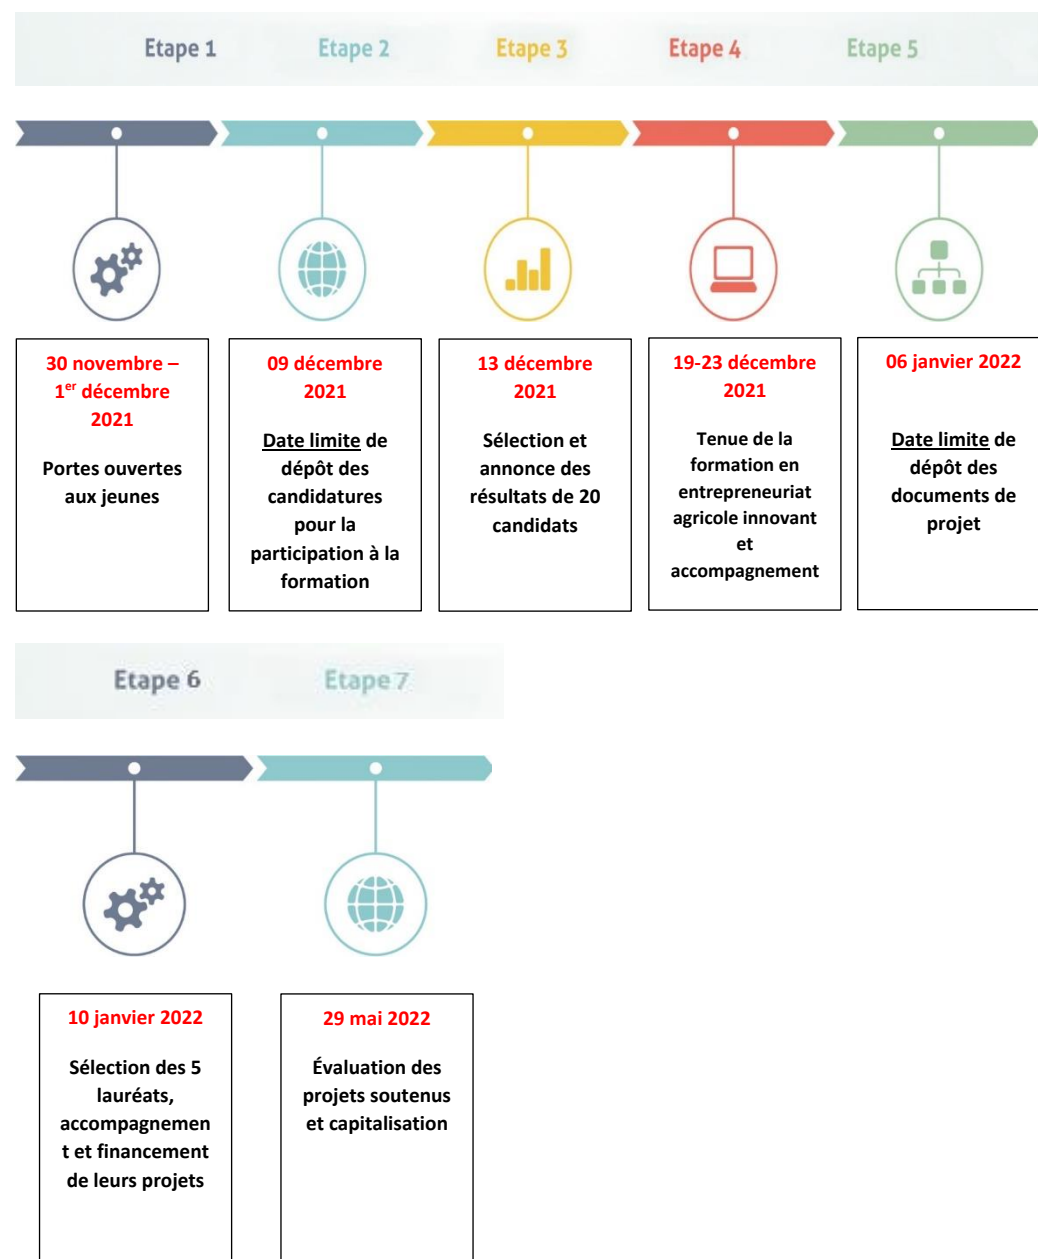 Etape 1
Etape 2
Etape 3
Etape 4
Etape 5
30 novembre –
1er décembre
2021
Portes ouvertes
aux jeunes
09 décembre
2021
Date limite de
dépôt des
candidatures
pour la
participation à la
formation
13 décembre
2021
Sélection et
annonce des
résultats de 20
candidats
19-23 décembre
2021
Tenue de la
formation en
entrepreneuriat
agricole innovant
et
accompagnement
06 janvier 2022
Date limite de
dépôt des
documents de
projet
Etape 6
Etape 7
10 janvier 2022
Sélection des 5
lauréats,
accompagnemen
t et financement
de leurs projets
29 mai 2022
Évaluation des
projets soutenus
et capitalisation